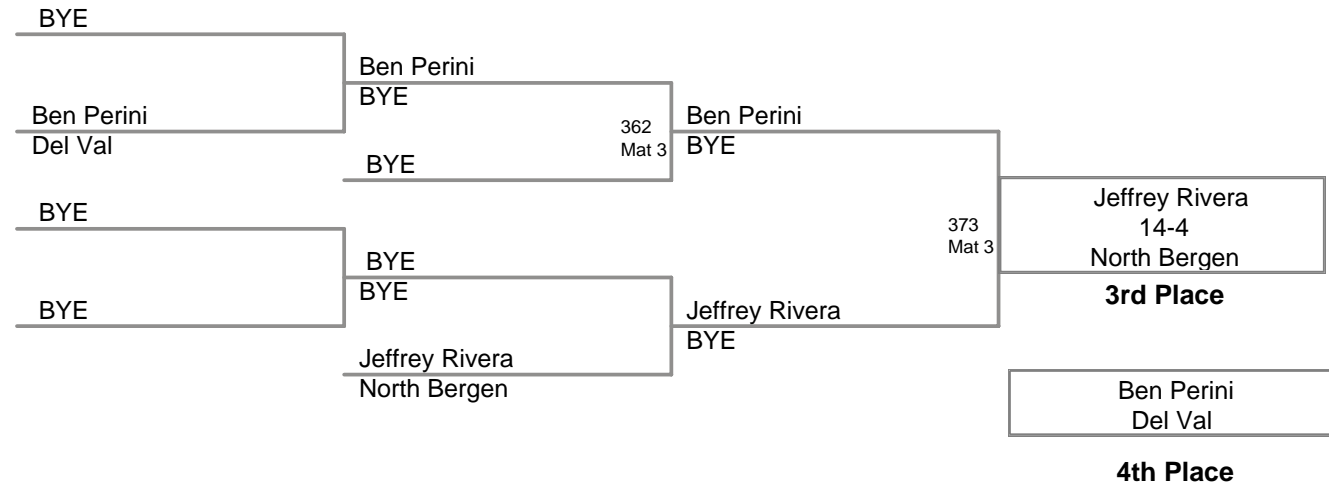 BYE
Ben Perini
Del Val
BYE
BYE
Ben Perini
BYE
BYE
BYE
BYE
Jeffrey Rivera
North Bergen
362
Mat 3
Ben Perini
BYE
Jeffrey Rivera
BYE
373
Mat 3
Jeffrey Rivera
14-4
North Bergen
3rd Place
Ben Perini
Del Val
4th Place